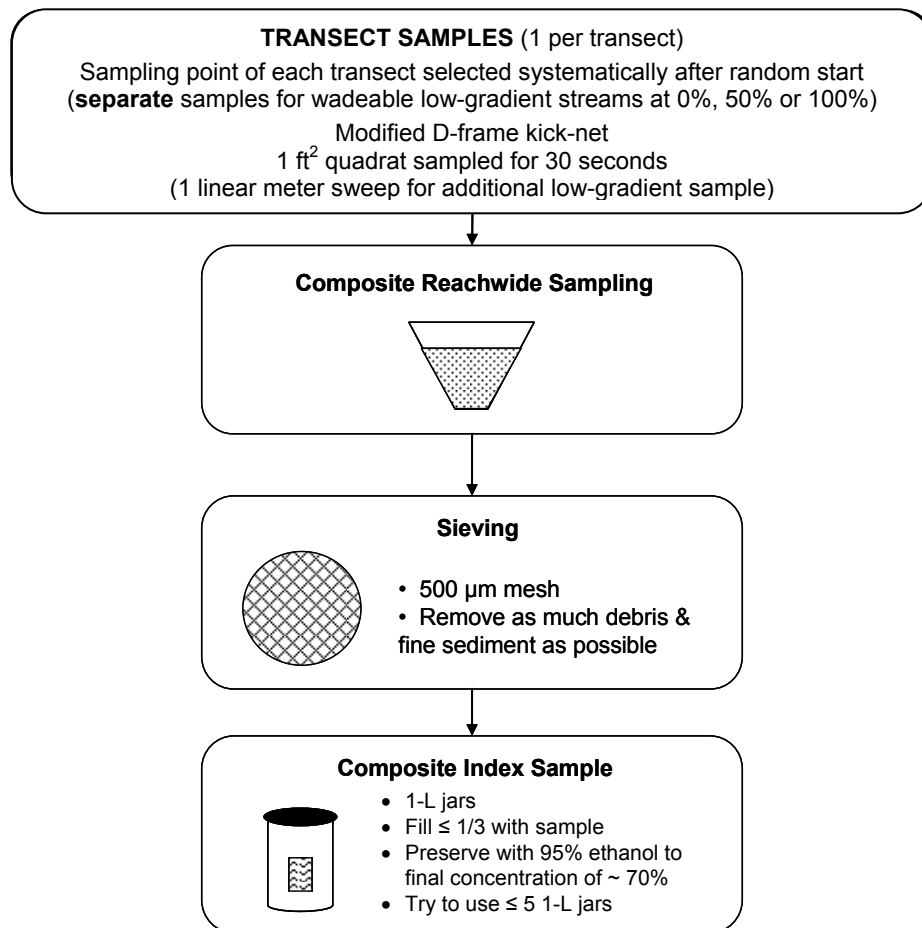 TRANSECT SAMPLES (1 per transect)
Sampling point of each transect selected systematically after random start
(separate samples for wadeable low-gradient streams at 0%, 50% or 100%)
Modified D-frame kick-net
1 ft² quadrat sampled for 30 seconds
(1 linear meter sweep for additional low-gradient sample)
Composite Reachwide Sampling
Sieving
• 500 µm mesh
• Remove as much debris &
fine sediment as possible
Composite Index Sample
• 1-L jars
• Fill ≤ 1/3 with sample
• Preserve with 95% ethanol to
final concentration of ~ 70%
• Try to use ≤ 5 1-L jars